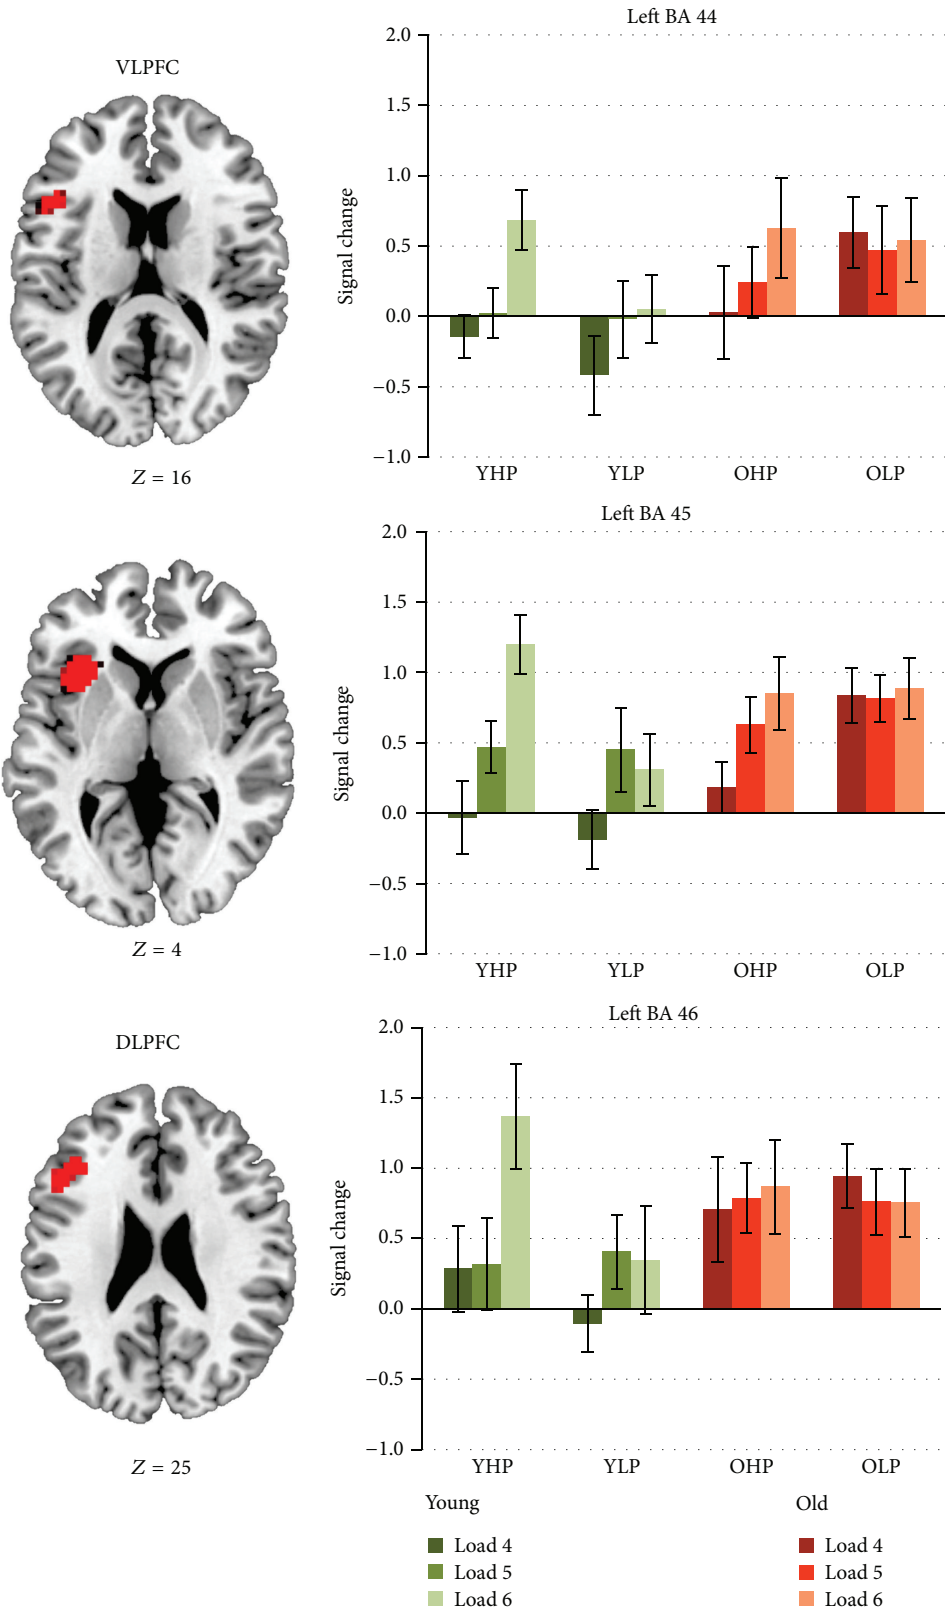 VLPFC
Z = 16
Left BA 44
Signal change
2.0
1.5
1.0
0.5
0.0
−0.5
−1.0
YHP YLP OHP OLP
Z = 4
Left BA 45
Signal change
2.0
1.5
1.0
0.5
0.0
−0.5
−1.0
YHP YLP OHP OLP
DLPFC
Z = 25
Left BA 46
Signal change
2.0
1.5
1.0
0.5
0.0
−0.5
−1.0
YHP YLP OHP OLP
Young
Load 4
Load 5
Load 6
Old
Load 4
Load 5
Load 6